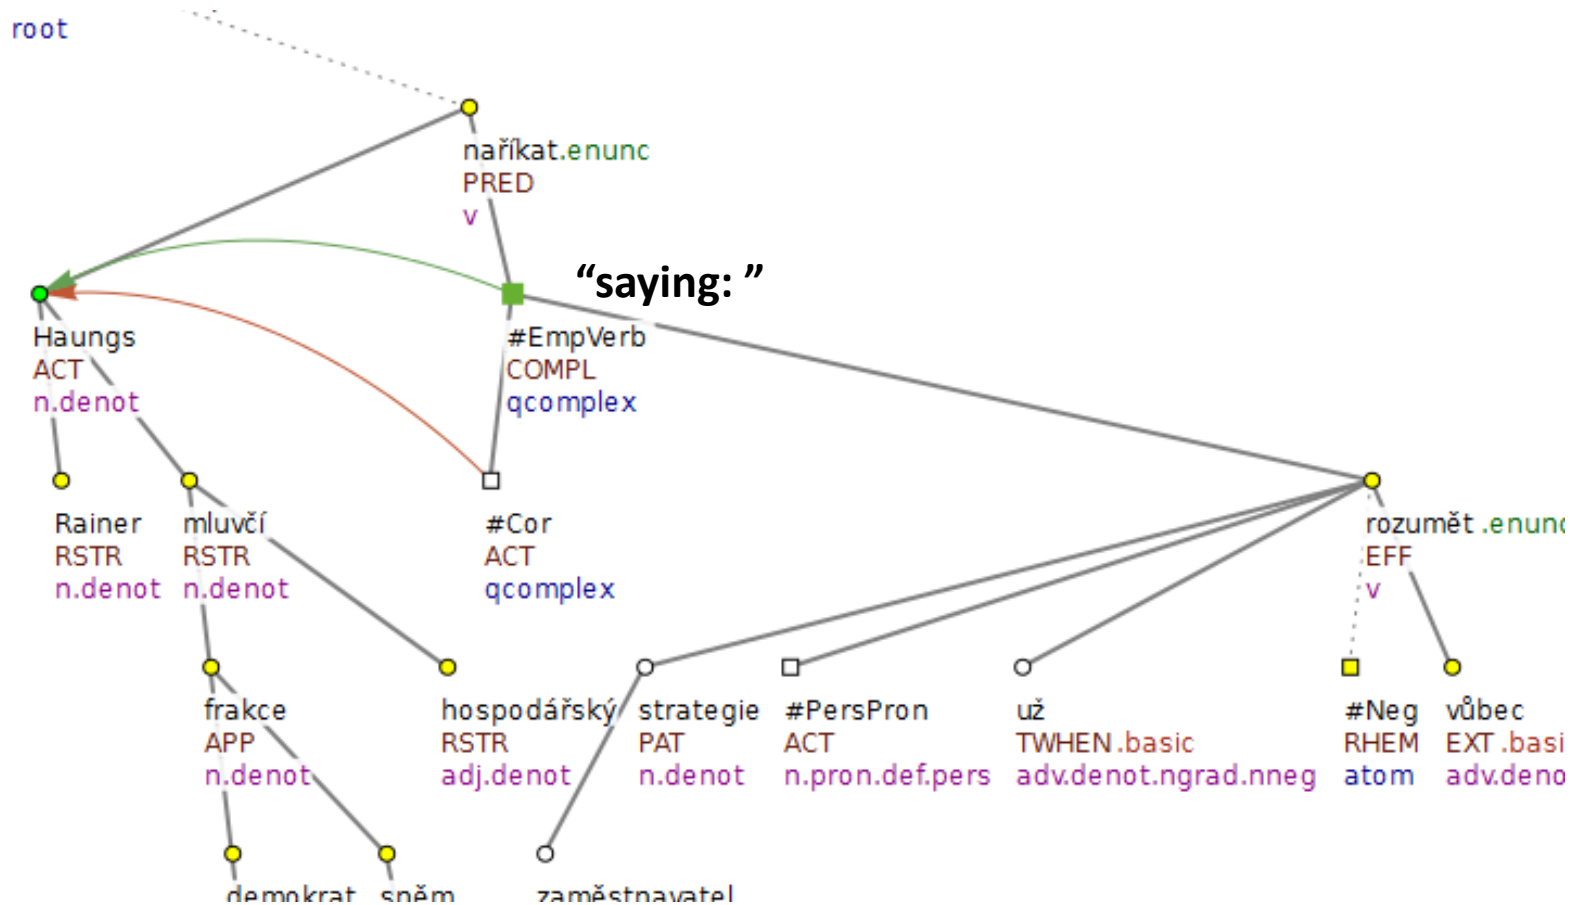 root
naříkat.enunc
PRED
v
“saying: ”
Haungs
ACT
n.denot
#EmpVerb
COMPL
qcomplex
Rainer
RSTR
n.denot
mluvčí
RSTR
n.denot
#Cor
ACT
qcomplex
rozumět .enunc
EFF
v
frakce
APP
n.denot
hospodářský
RSTR
adj.denot
strategie
PAT
n.denot
#PersPron
ACT
n.pron.def.pers
už
TWHEN.basic
adv.denot.ngrad.nneg
#Neg
RHEM
atom
vůbec
EXT.basi
adv.deno
demokrat
sněm
zaměstnavatel